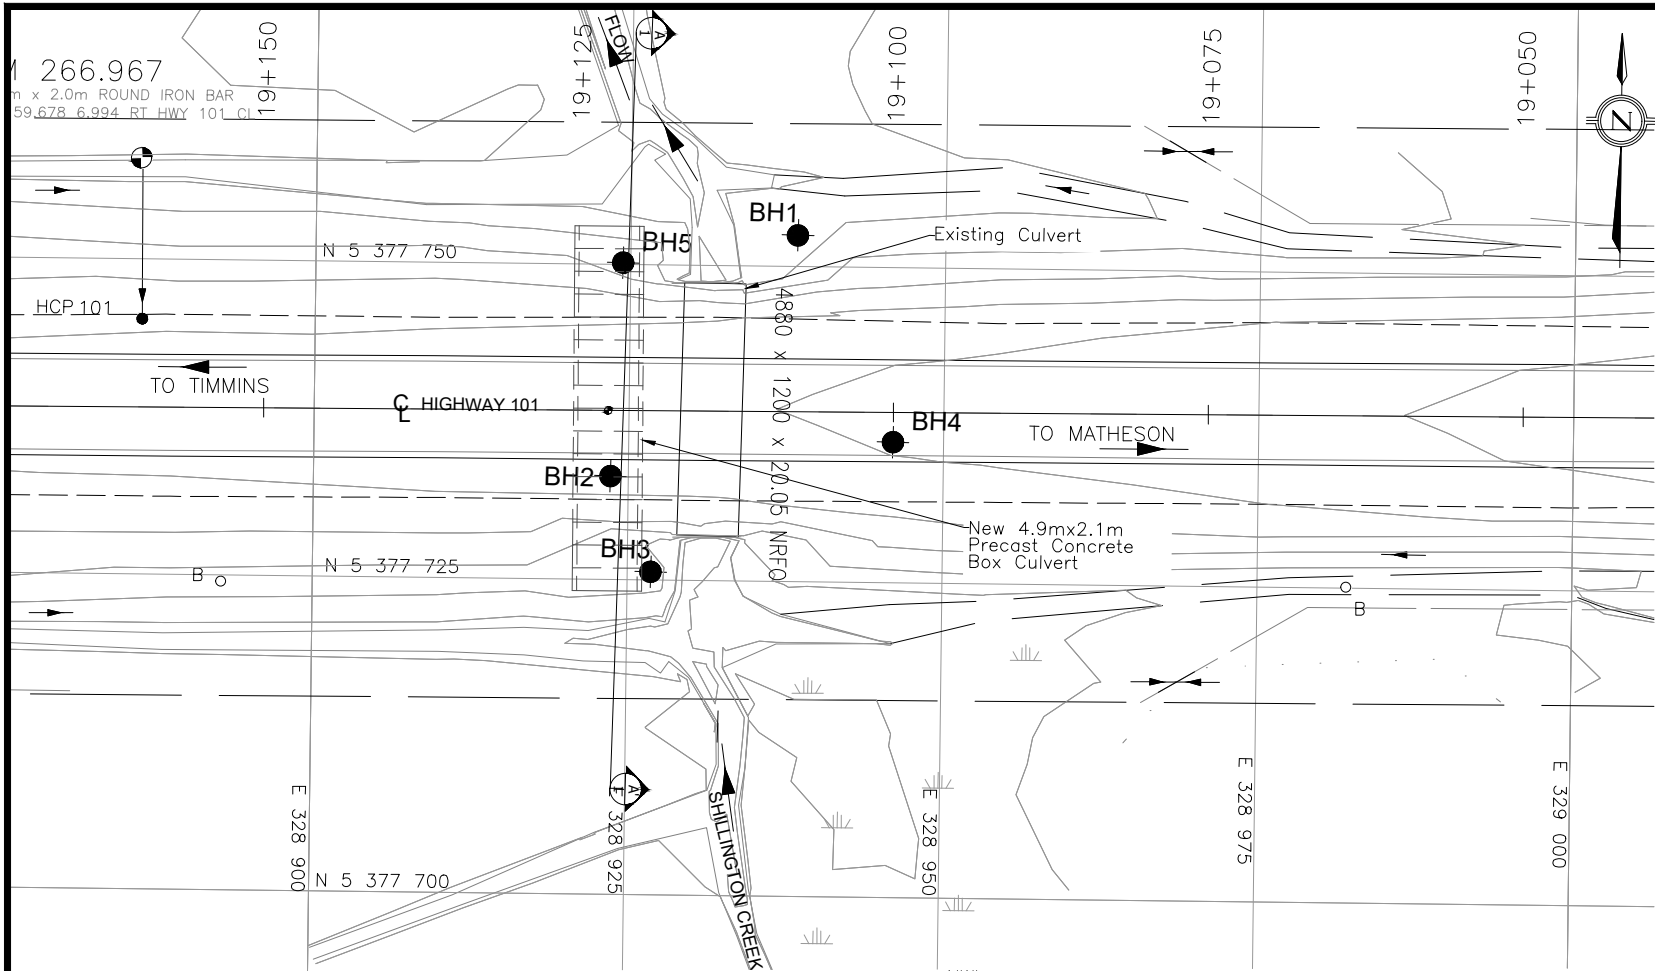 19+150
19+125
19+100
19+075
19+050
FLOW
A
1
266.967
x 2.0m ROUND IRON BAR
59.678 6.994 RT HWY 101 CL
N
BH1
BH5
Existing Culvert
N 5 377 750
HCP 101
4880 x 1200 x 20.05 NRFO
TO TIMMINS
CL HIGHWAY 101
BH4
TO MATHESON
BH2
New 4.9mx2.1m
Precast Concrete
Box Culvert
BH3
N 5 377 725
B
B
A
1
E 328 900
E 328 925
E 328 950
E 328 975
E 329 000
SHILLINGTON CREEK
N 5 377 700